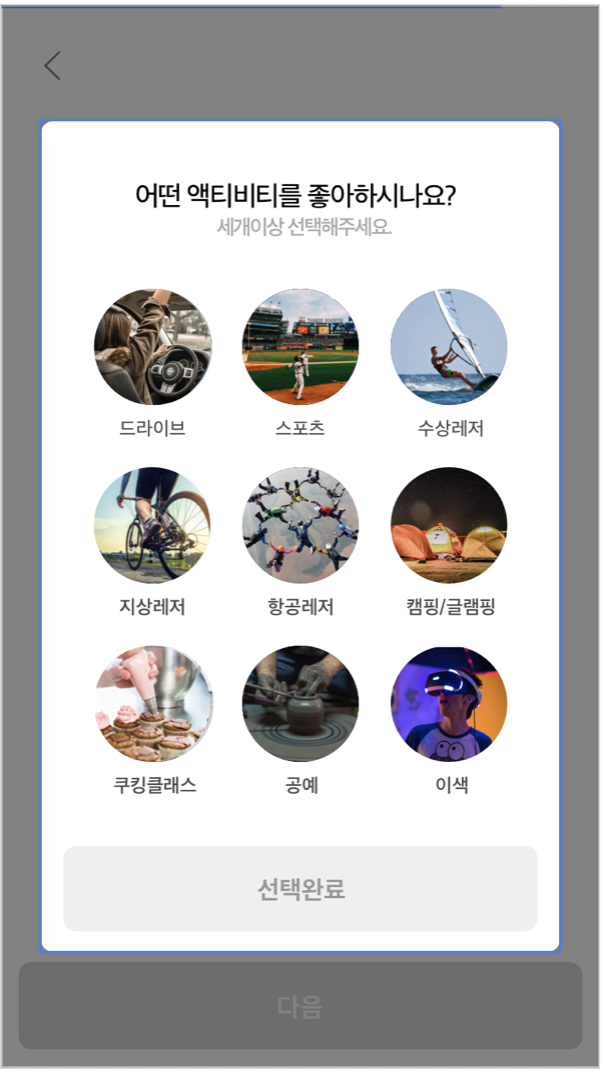 어떤 액티비티를 좋아하시나요?
세개이상 선택해주세요.
드라이브
스포츠
수상레저
지상레저
항공레저
캠핑/글램핑
쿠킹클래스
공예
이색
선택완료
다음